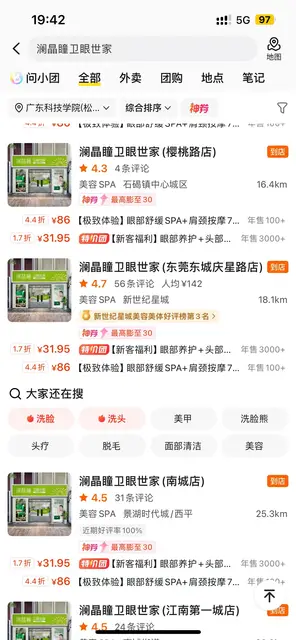 19:42 5G 97
澜晶瞳卫眼世家 搜索 地图
问小团 全部 外卖 团购 地点 笔记
广东科技学院(松... 综合排序 神券
4.4折 ¥86 【极致体验】眼部舒缓SPA+肩颈按摩7... 年售100+
澜晶瞳卫眼世家(樱桃路店) 到店
4.3 4条评论
美容SPA 石碣镇中心城区 16.4km
神券 最高膨至30
4.4折 ¥86 【极致体验】眼部舒缓SPA+肩颈按摩7... 年售100+
1.7折 ¥31.95 特价团 【新客福利】眼部养护+头部... 年售3000+
澜晶瞳卫眼世家(东莞东城庆星路店) 到店
4.7 56条评论 人均¥142
美容SPA 新世纪星城 18.1km
新世纪星城美容美体好评榜第3名
神券 最高膨至30
1.7折 ¥31.95 特价团 【新客福利】眼部养护+头部... 年售3000+
4.4折 ¥86 【极致体验】眼部舒缓SPA+肩颈按摩7... 年售100+
大家还在搜
洗脸 洗头 美甲 洗脸熊
头疗 脱毛 面部清洁 美容
澜晶瞳卫眼世家(南城店) 到店
4.5 31条评论
美容SPA 景湖时代城/西平 25.3km
近期好评率100%
神券 最高膨至30
1.7折 ¥31.95 特价团 【新客福利】眼部养护+头部... 年售3000+
4.4折 ¥86 【极致体验】眼部舒缓SPA+肩颈按摩7... 年售
澜晶瞳卫眼世家(江南第一城店) 到店
4.5 24条评论